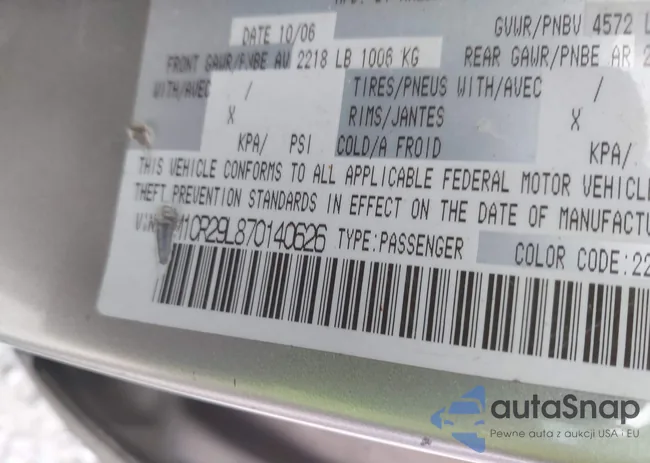 DATE 10/06
GVWR/PNBV 4572 L
FRONT GAWR/PNBE AV 2218 LB 1006 KG
REAR GAWR/PNBE AR 2
WITH/AVEC / TIRES/PNEUS WITH/AVEC /
X RIMS/JANTES X
KPA/ PSI COLD/A FROID KPA/
THIS VEHICLE CONFORMS TO ALL APPLICABLE FEDERAL MOTOR VEHICLE
THEFT PREVENTION STANDARDS IN EFFECT ON THE DATE OF MANUFACTU
M1CR29L870140626 TYPE:PASSENGER COLOR CODE:22
autaSnap
Pewne auta z aukcji USA i EU